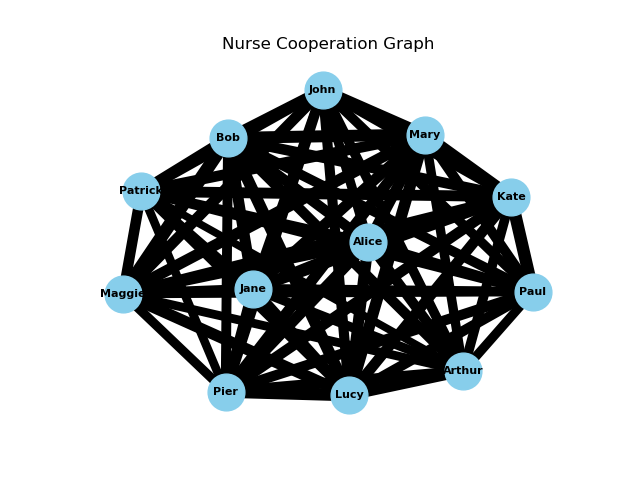 Nurse Cooperation Graph
John
Bob
Mary
Patrick
Kate
Alice
Maggie
Jane
Paul
Arthur
Pier
Lucy